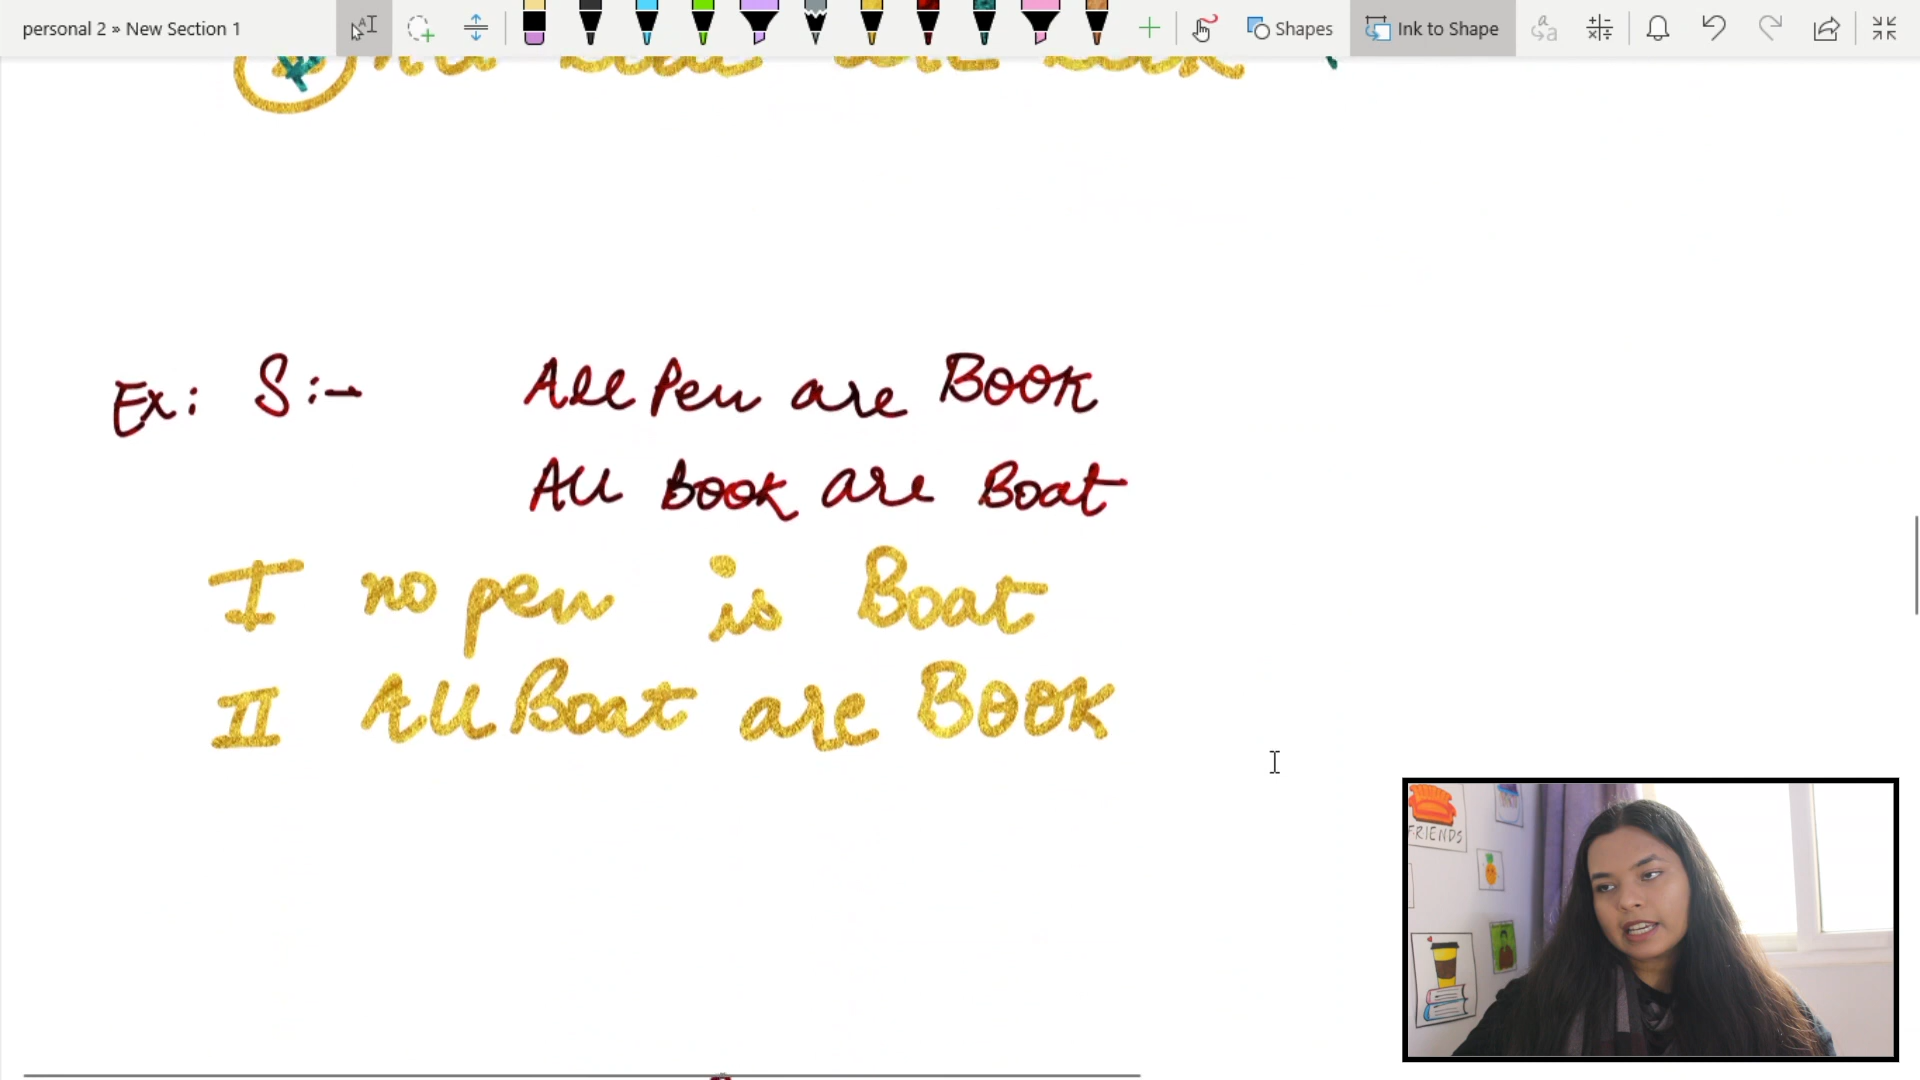 personal 2 » New Section 1
Shapes
Ink to Shape
Ex: S:- All Pen are BOOK
All Book are Boat
I no pen is Boat
II All Boat are BOOK
FRIENDS